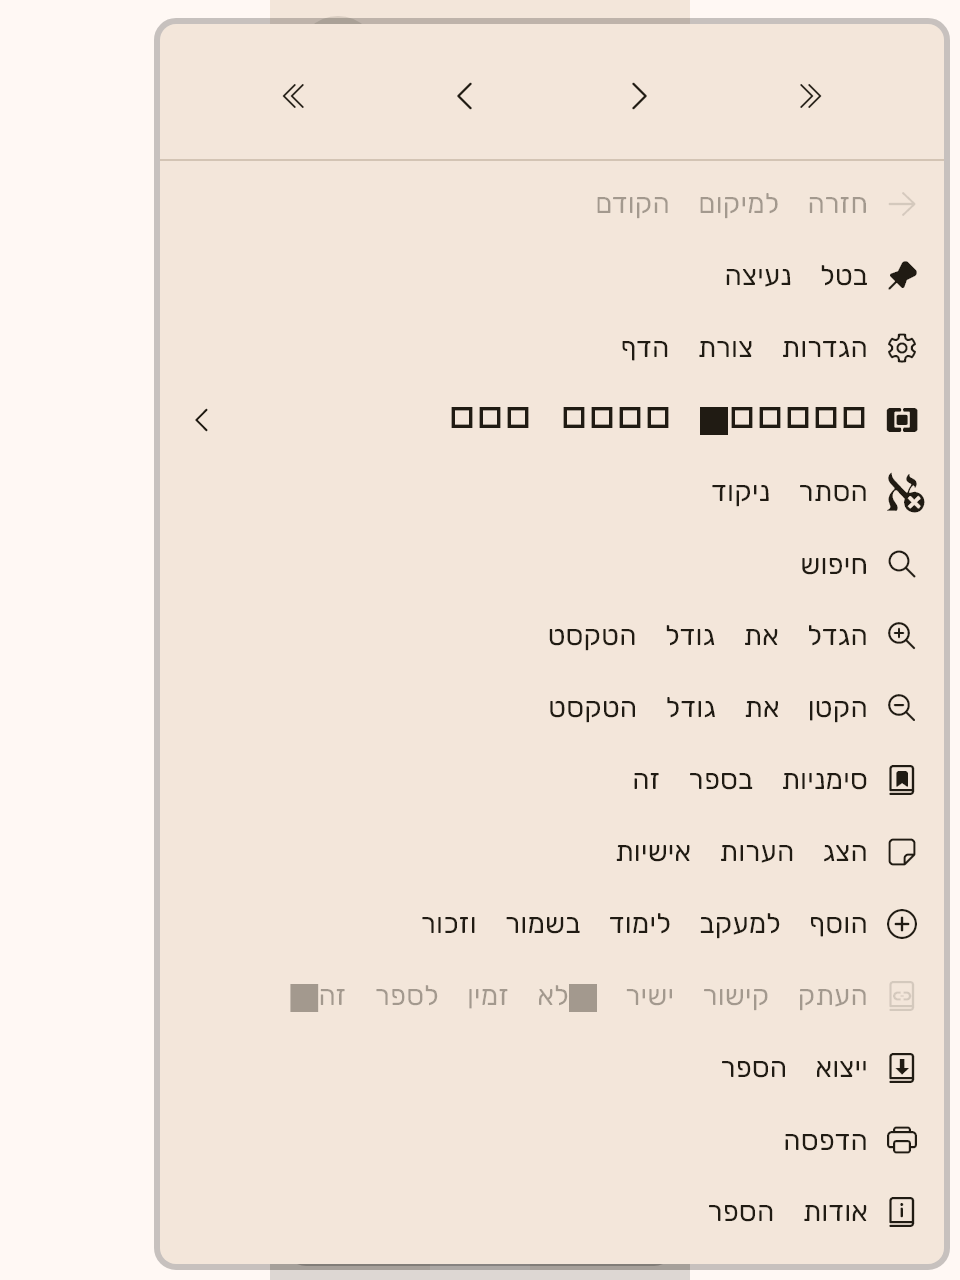 חזרה למיקום הקודם
בטל נעיצה
הגדרות צורת הדף
הסתר ניקוד
חיפוש
הגדל את גודל הטקסט
הקטן את גודל הטקסט
סימניות בספר זה
הצג הערות אישיות
הוסף למעקב לימוד בשמור וזכור
העתק קישור ישיר לא זמין לספר זה
ייצוא הספר
הדפסה
אודות הספר